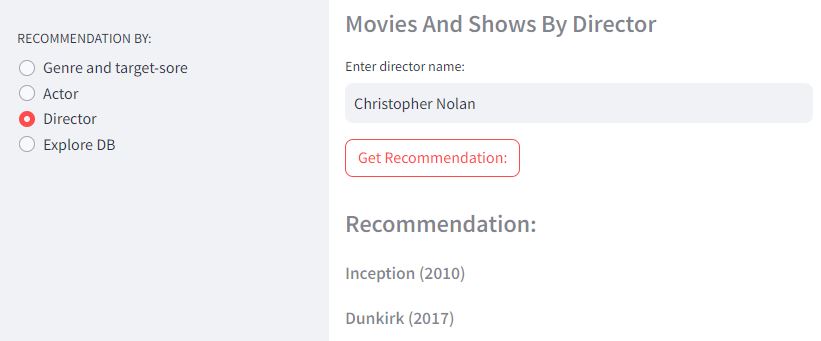 RECOMMENDATION BY:
Genre and target-sore
Actor
Director
Explore DB
Movies And Shows By Director
Enter director name:
Christopher Nolan
Get Recommendation:
Recommendation:
Inception (2010)
Dunkirk (2017)